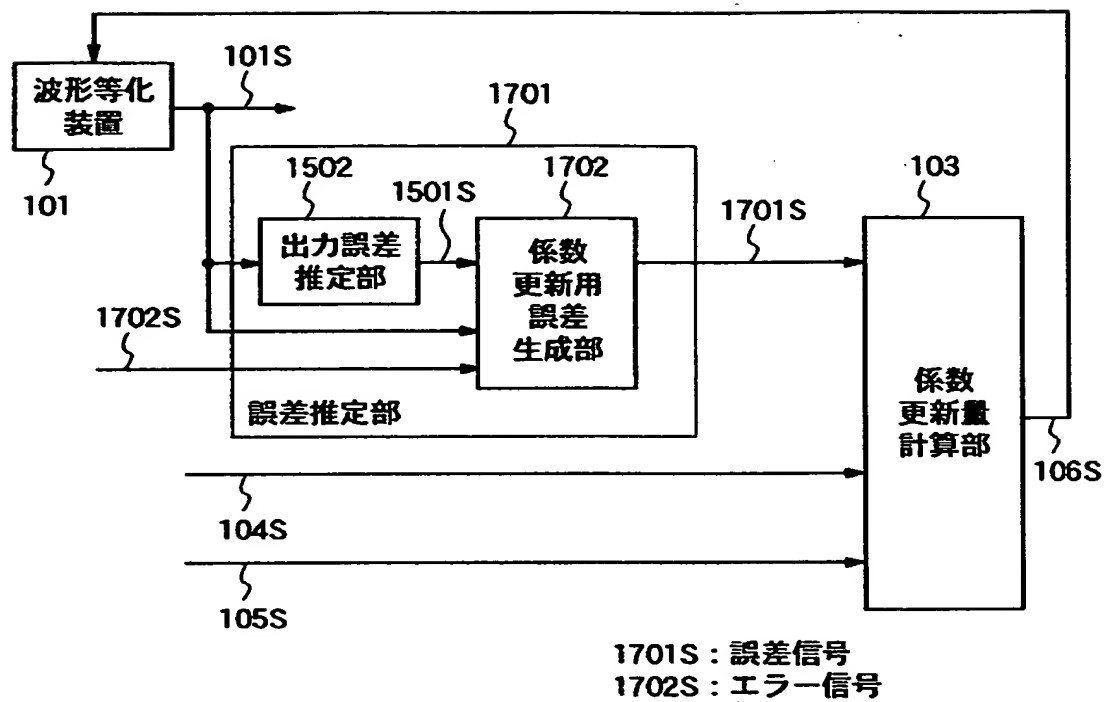 101S
波形等化
装置
101
1701
1502
1501S
1702
1701S
103
出力誤差
推定部
係数
更新用
誤差
生成部
1702S
誤差推定部
係数
更新量
計算部
106S
104S
105S
1701S：誤差信号
1702S：エラー信号